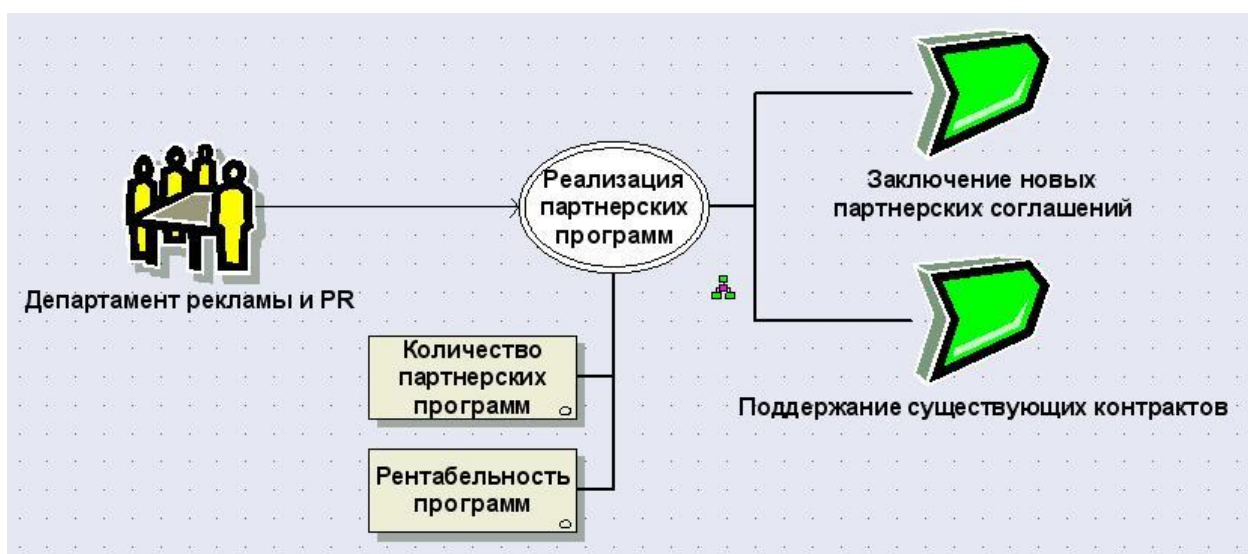 Департамент рекламы и PR
Реализация
партнерских
программ
Количество
партнерских
программ
Рентабельность
программ
Заключение новых
партнерских соглашений
Поддержание существующих контрактов